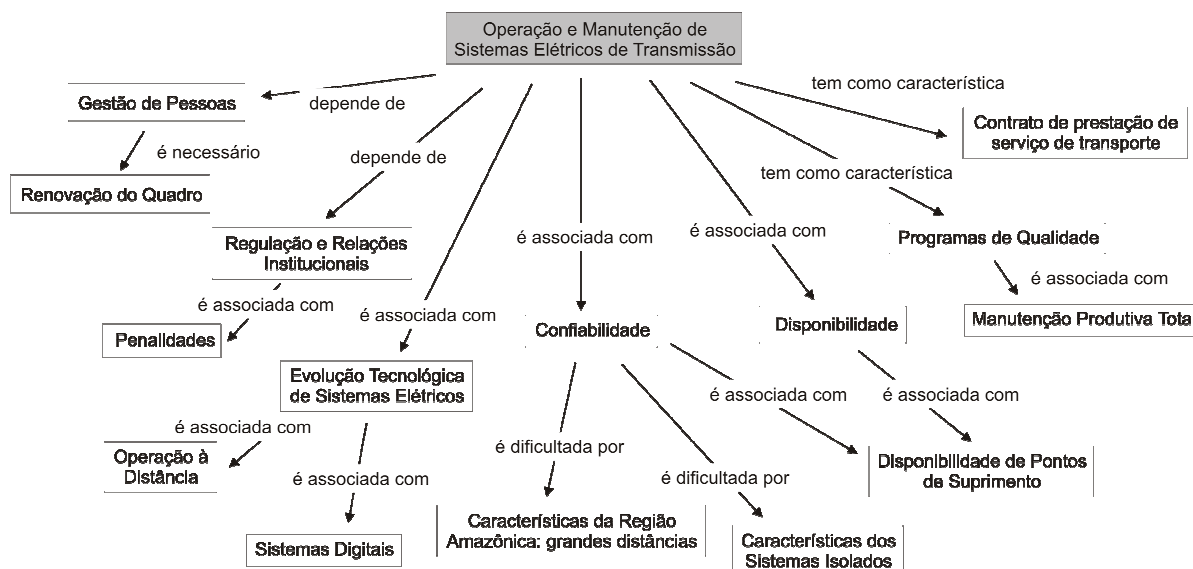 Operação e Manutenção de
Sistemas Elétricos de Transmissão
tem como característica
Gestão de Pessoas
depende de
Contrato de prestação de
serviço de transporte
é necessário
depende de
tem como característica
Renovação do Quadro
Regulação e Relações
Institucionais
é associada com
é associada com
Programas de Qualidade
é associada com
é associada com
é associada com
Penalidades
Confiabilidade
Disponibilidade
Manutenção Produtiva Tota
Evolução Tecnológica
de Sistemas Elétricos
é associada com
é associada com
é associada com
Operação à
Distância
é dificultada por
é associada com
é dificultada por
Disponibilidade de Pontos
de Suprimento
Características da Região
Amazônica: grandes distâncias
Sistemas Digitais
Características dos
Sistemas Isolados